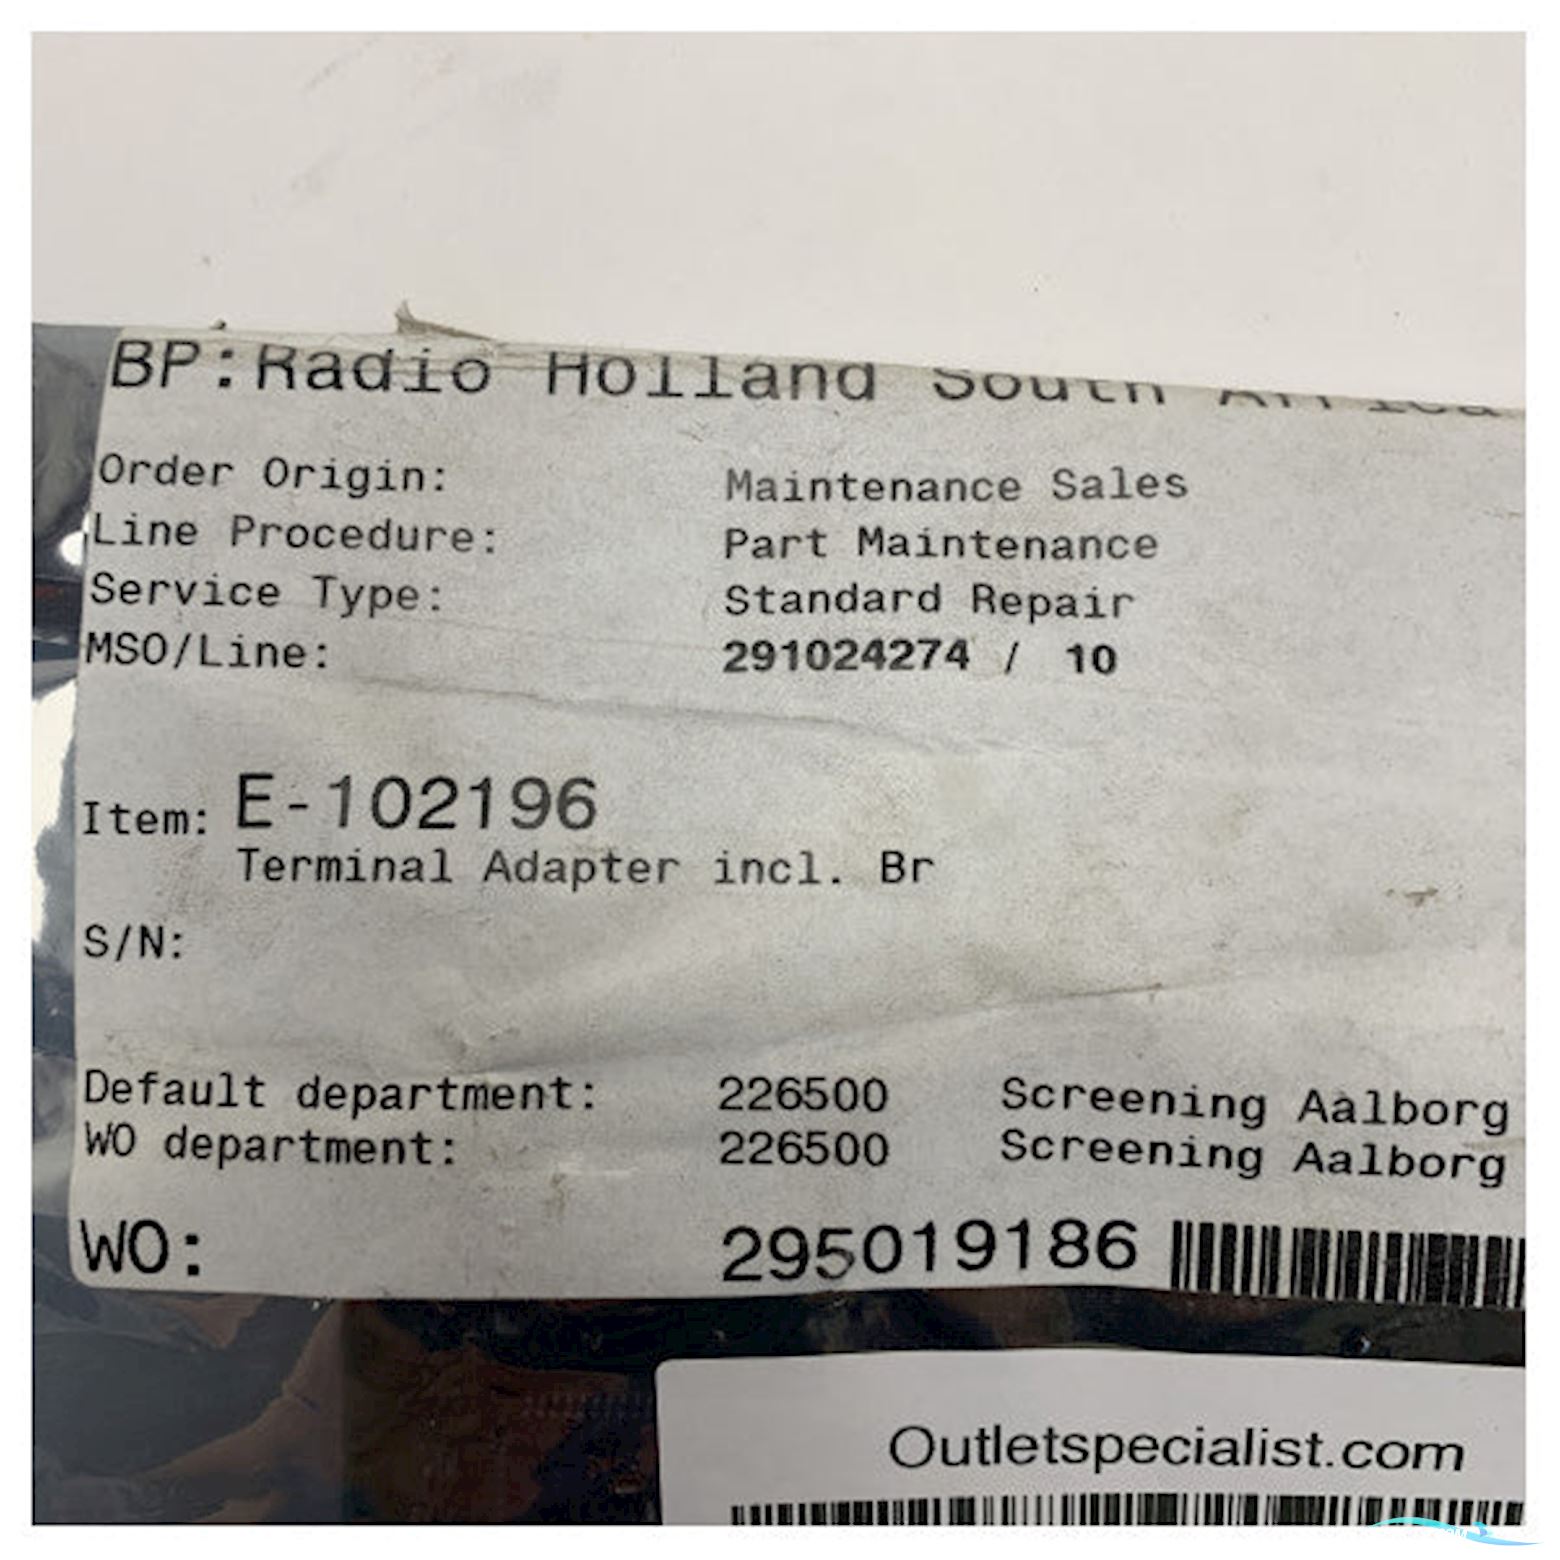 BP:Radio Holland South Africa
Order Origin: Maintenance Sales
Line Procedure: Part Maintenance
Service Type: Standard Repair
MSO/Line: 291024274 / 10
Item: E-102196
Terminal Adapter incl. Br
S/N:
Default department: 226500 Screening Aalborg
WO department: 226500 Screening Aalborg
WO: 295019186
Outletspecialist.com